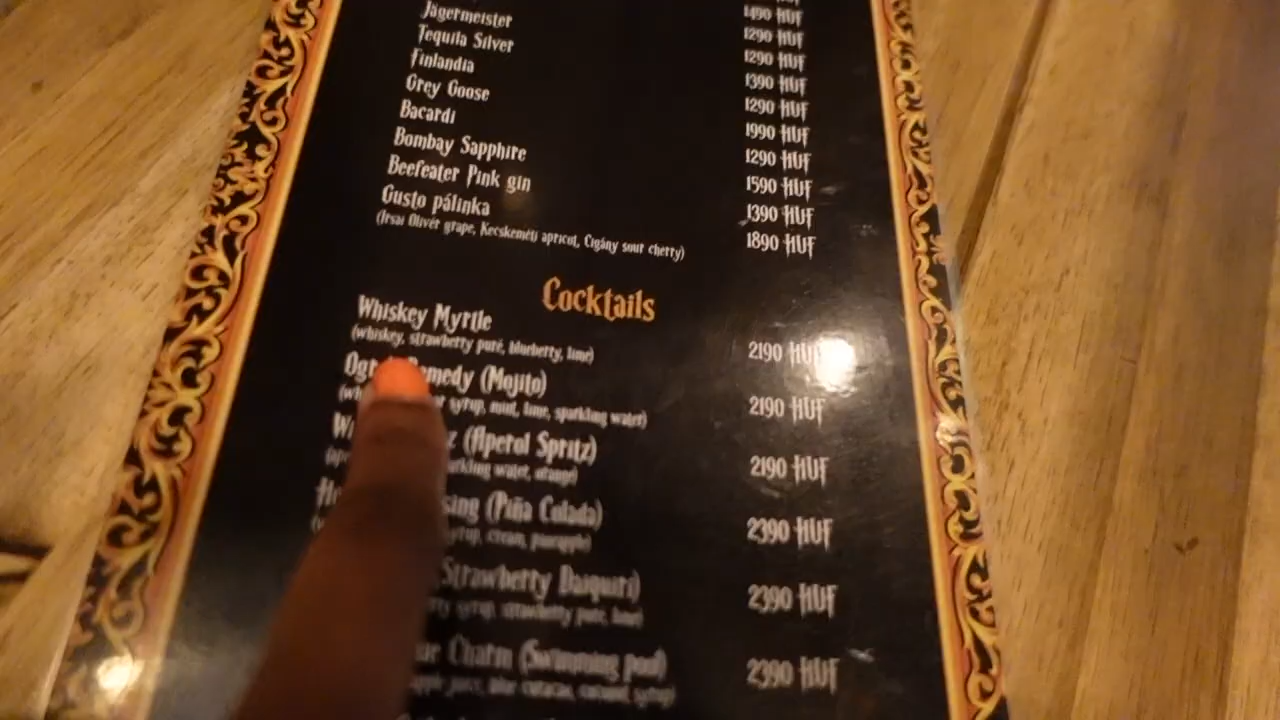 1490 HUF
Jägermeister 1290 HUF
Tequila Silver 1290 HUF
Finlandia 1390 HUF
Grey Goose 1290 HUF
Bacardi 1990 HUF
Bombay Sapphire 1290 HUF
Beefeater Pink gin 1590 HUF
Gusto pálinka 1390 HUF
(Irsai Olivér grape, Kecskeméti apricot, Cigány sour cherry) 1890 HUF
Cocktails
Whiskey Myrtle 2190 HUF
(whiskey, strawberry puré, blueberry, lime)
Remedy (Mojito) 2190 HUF
syrup, mint, lime, sparkling water)
(Aperol Spritz) 2190 HUF
water, orange)
(Piña Colada) 2390 HUF
syrup, cream, pineapple)
Strawberry Daiquiri) 2390 HUF
syrup, strawberry puré, lime)
Charm (Swimming pool) 2390 HUF
juice, blue curacao, coconut, syrup)